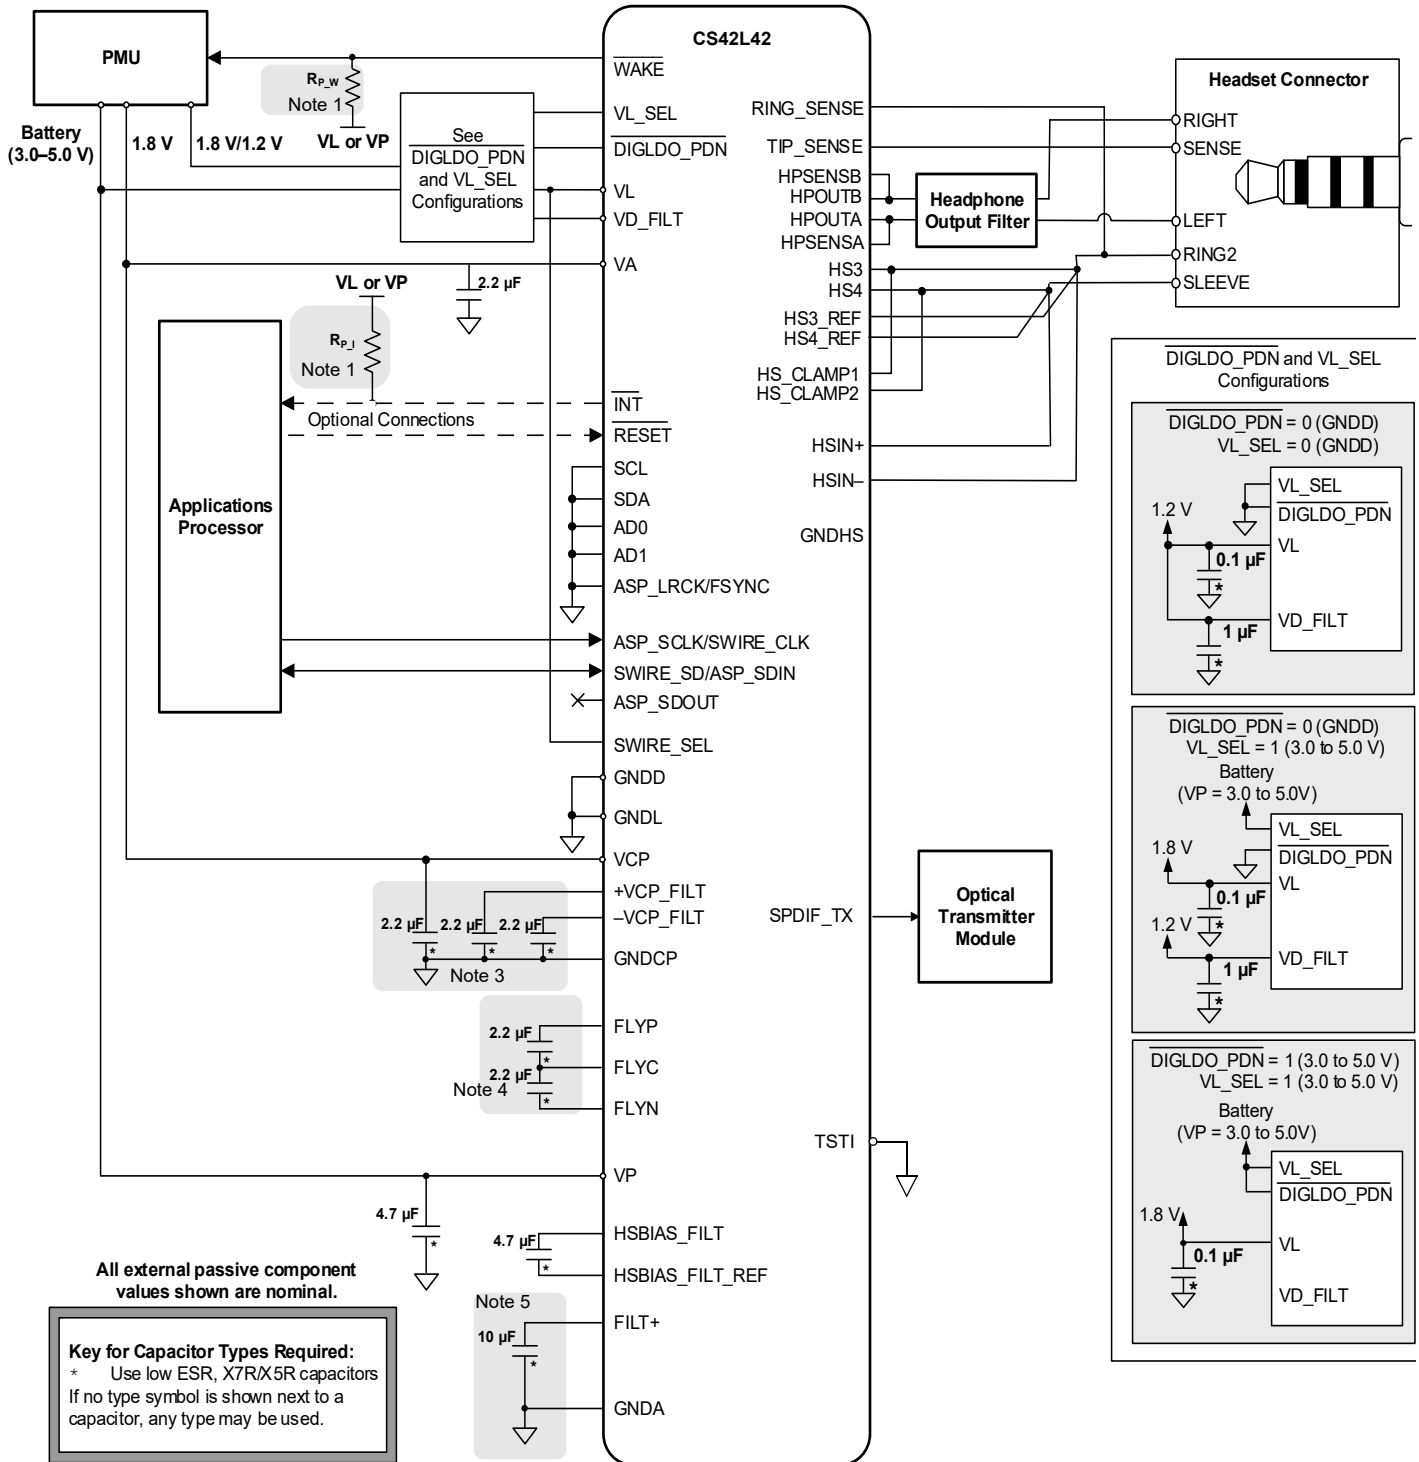 CS42L42
PMU
WAKE
R_P_W
Note 1
VL or VP
Battery
(3.0–5.0 V)
1.8 V
1.8 V/1.2 V
See
DIGLDO_PDN
and VL_SEL
Configurations
VL_SEL
DIGLDO_PDN
VL
VD_FILT
VA
2.2 µF
VL or VP
R_P_I
Note 1
INT
Optional Connections
RESET
SCL
SDA
AD0
AD1
ASP_LRCK/FSYNC
Applications
Processor
ASP_SCLK/SWIRE_CLK
SWIRE_SD/ASP_SDIN
ASP_SDOUT
SWIRE_SEL
GNDD
GNDL
VCP
+VCP_FILT
–VCP_FILT
2.2 µF 2.2 µF 2.2 µF
* * *
GNDCP
Note 3
FLYP
2.2 µF
*
FLYC
2.2 µF
*
Note 4
FLYN
VP
4.7 µF
*
HSBIAS_FILT
4.7 µF
*
HSBIAS_FILT_REF
Note 5
FILT+
10 µF
*
GNDA
RING_SENSE
TIP_SENSE
HPSENSB
HPOUTB
HPOUTA
HPSENSA
HS3
HS4
HS3_REF
HS4_REF
HS_CLAMP1
HS_CLAMP2
HSIN+
HSIN–
GNDHS
SPDIF_TX
TSTI
Headphone
Output Filter
Headset Connector
RIGHT
SENSE
LEFT
RING2
SLEEVE
Optical
Transmitter
Module
DIGLDO_PDN and VL_SEL
Configurations
DIGLDO_PDN = 0 (GNDD)
VL_SEL = 0 (GNDD)
VL_SEL
DIGLDO_PDN
1.2 V
VL
0.1 µF
*
VD_FILT
1 µF
*
DIGLDO_PDN = 0 (GNDD)
VL_SEL = 1 (3.0 to 5.0 V)
Battery
(VP = 3.0 to 5.0V)
VL_SEL
DIGLDO_PDN
1.8 V
VL
0.1 µF
*
1.2 V
VD_FILT
1 µF
*
DIGLDO_PDN = 1 (3.0 to 5.0 V)
VL_SEL = 1 (3.0 to 5.0 V)
Battery
(VP = 3.0 to 5.0V)
VL_SEL
DIGLDO_PDN
1.8 V
VL
0.1 µF
*
VD_FILT
All external passive component
values shown are nominal.
Key for Capacitor Types Required:
* Use low ESR, X7R/X5R capacitors
If no type symbol is shown next to a
capacitor, any type may be used.